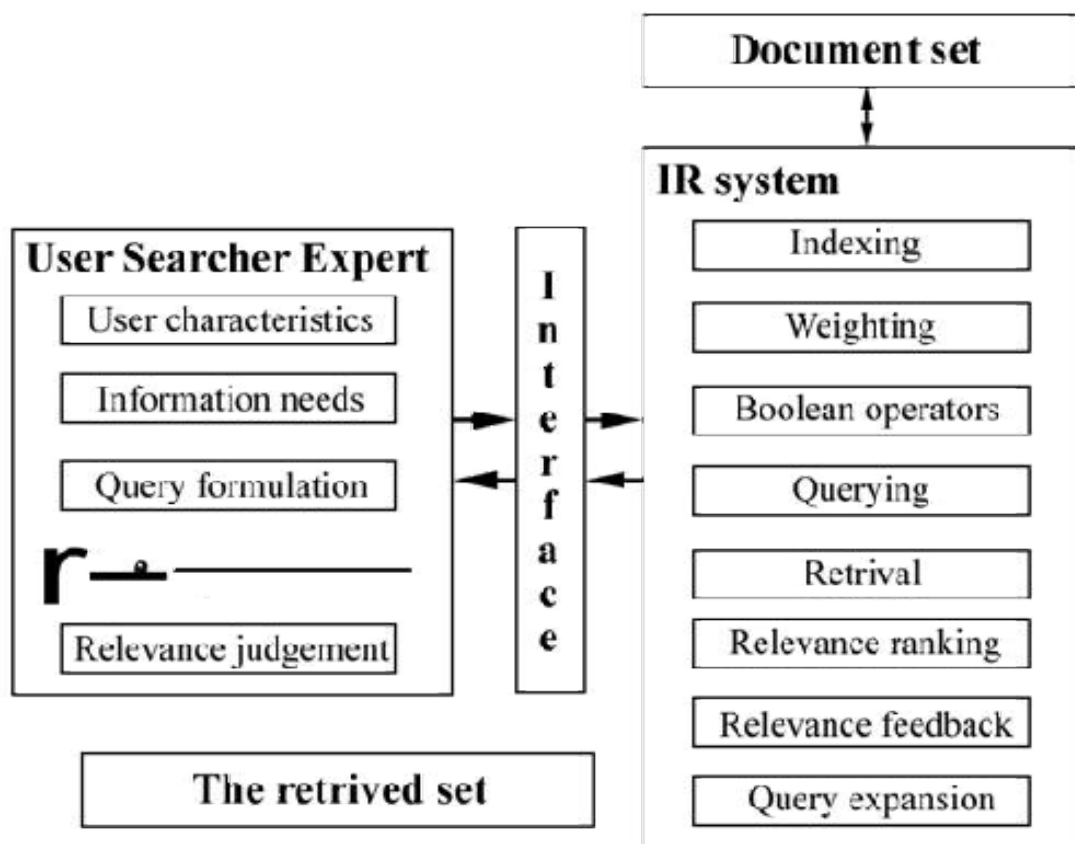 Document set
IR system
Indexing
Weighting
Boolean operators
Querying
Retrival
Relevance ranking
Relevance feedback
Query expansion
User Searcher Expert
User characteristics
Information needs
Query formulation
r
Relevance judgement
Interface
The retrived set